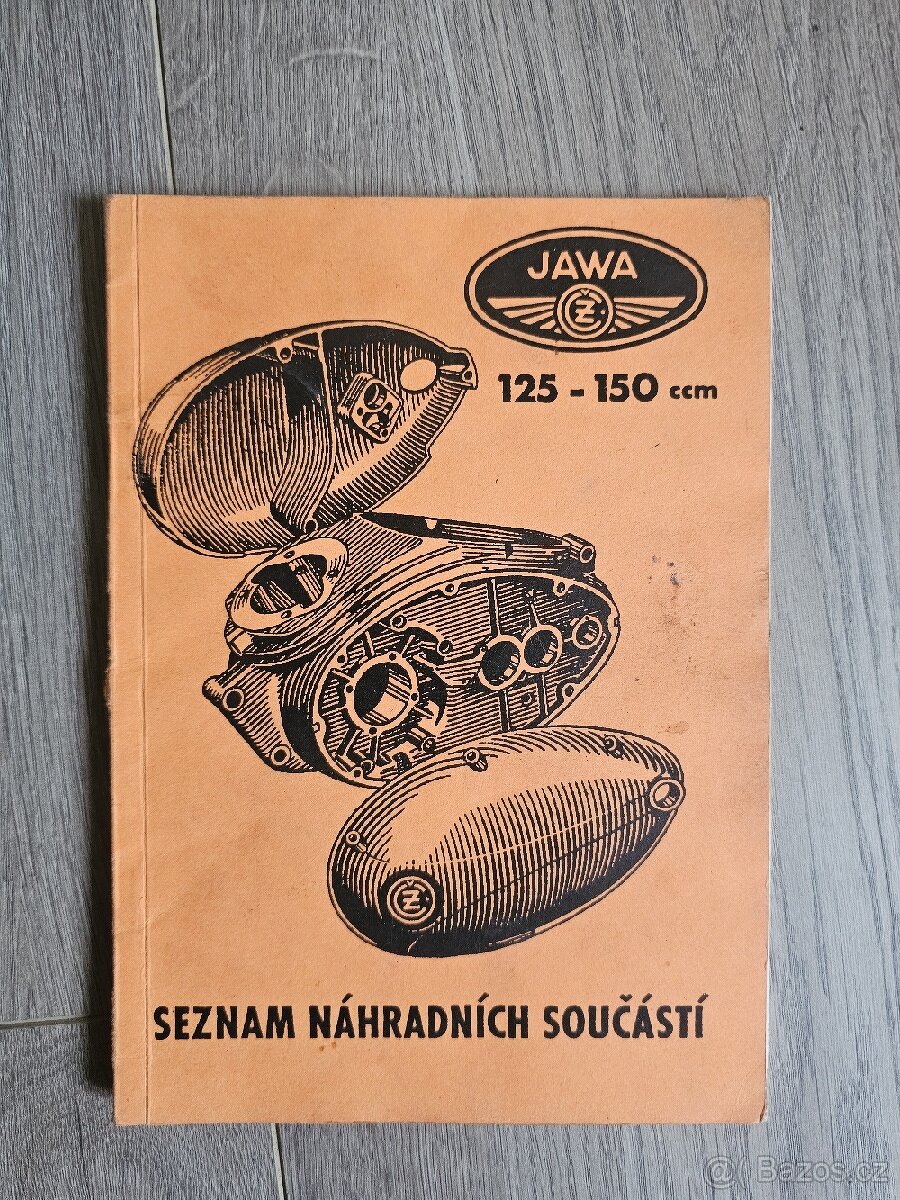 JAWA
ČZ
125 - 150 ccm
ČZ
SEZNAM NÁHRADNÍCH SOUČÁSTÍ
Bazos.cz